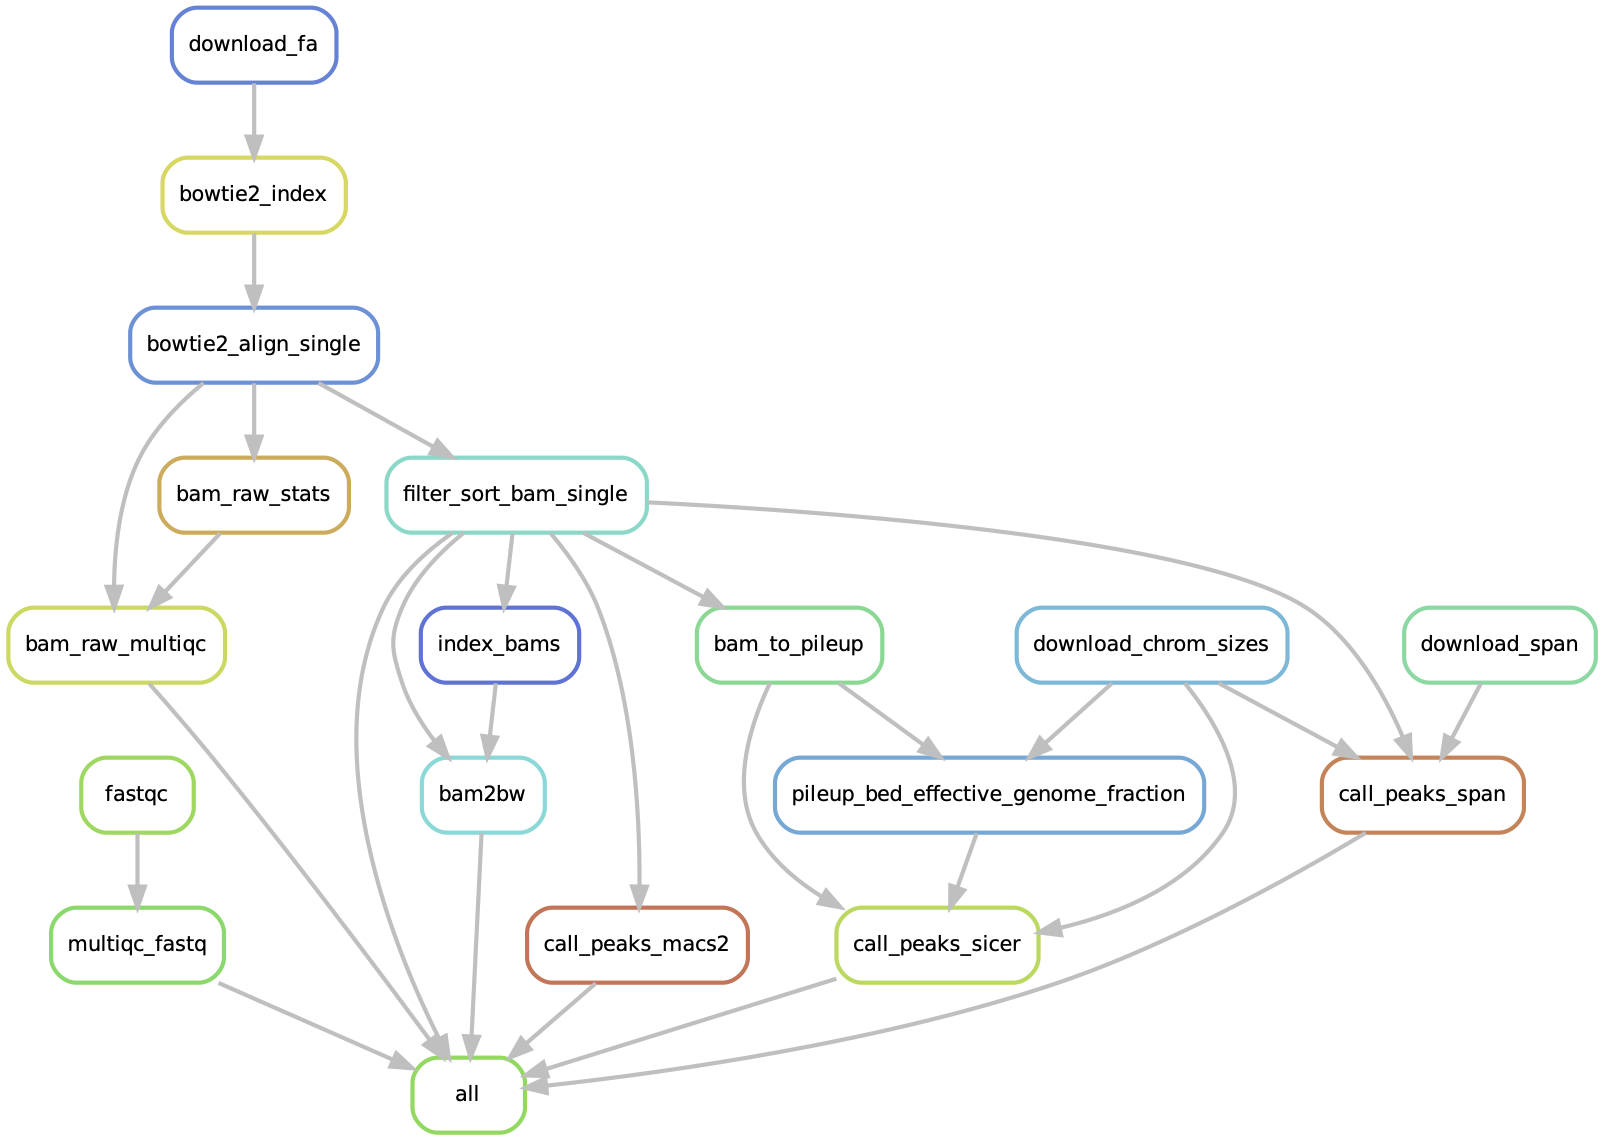 download_fa
bowtie2_index
bowtie2_align_single
bam_raw_stats
filter_sort_bam_single
bam_raw_multiqc
index_bams
bam_to_pileup
download_chrom_sizes
download_span
fastqc
bam2bw
pileup_bed_effective_genome_fraction
call_peaks_span
multiqc_fastq
call_peaks_macs2
call_peaks_sicer
all